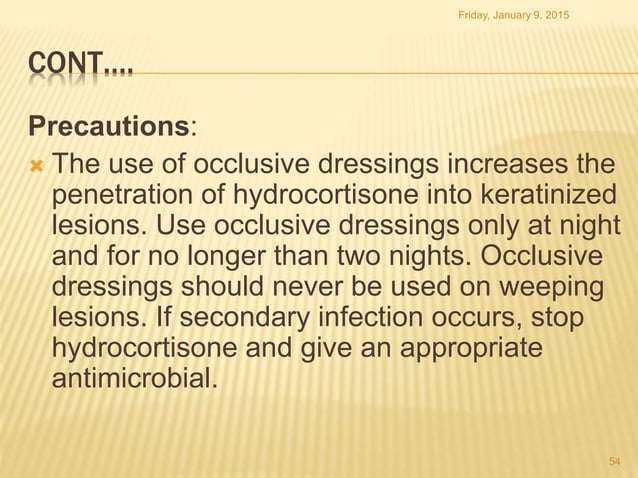 Friday, January 9, 2015
CONT....
Precautions:
The use of occlusive dressings increases the
penetration of hydrocortisone into keratinized
lesions. Use occlusive dressings only at night
and for no longer than two nights. Occlusive
dressings should never be used on weeping
lesions. If secondary infection occurs, stop
hydrocortisone and give an appropriate
antimicrobial.
54